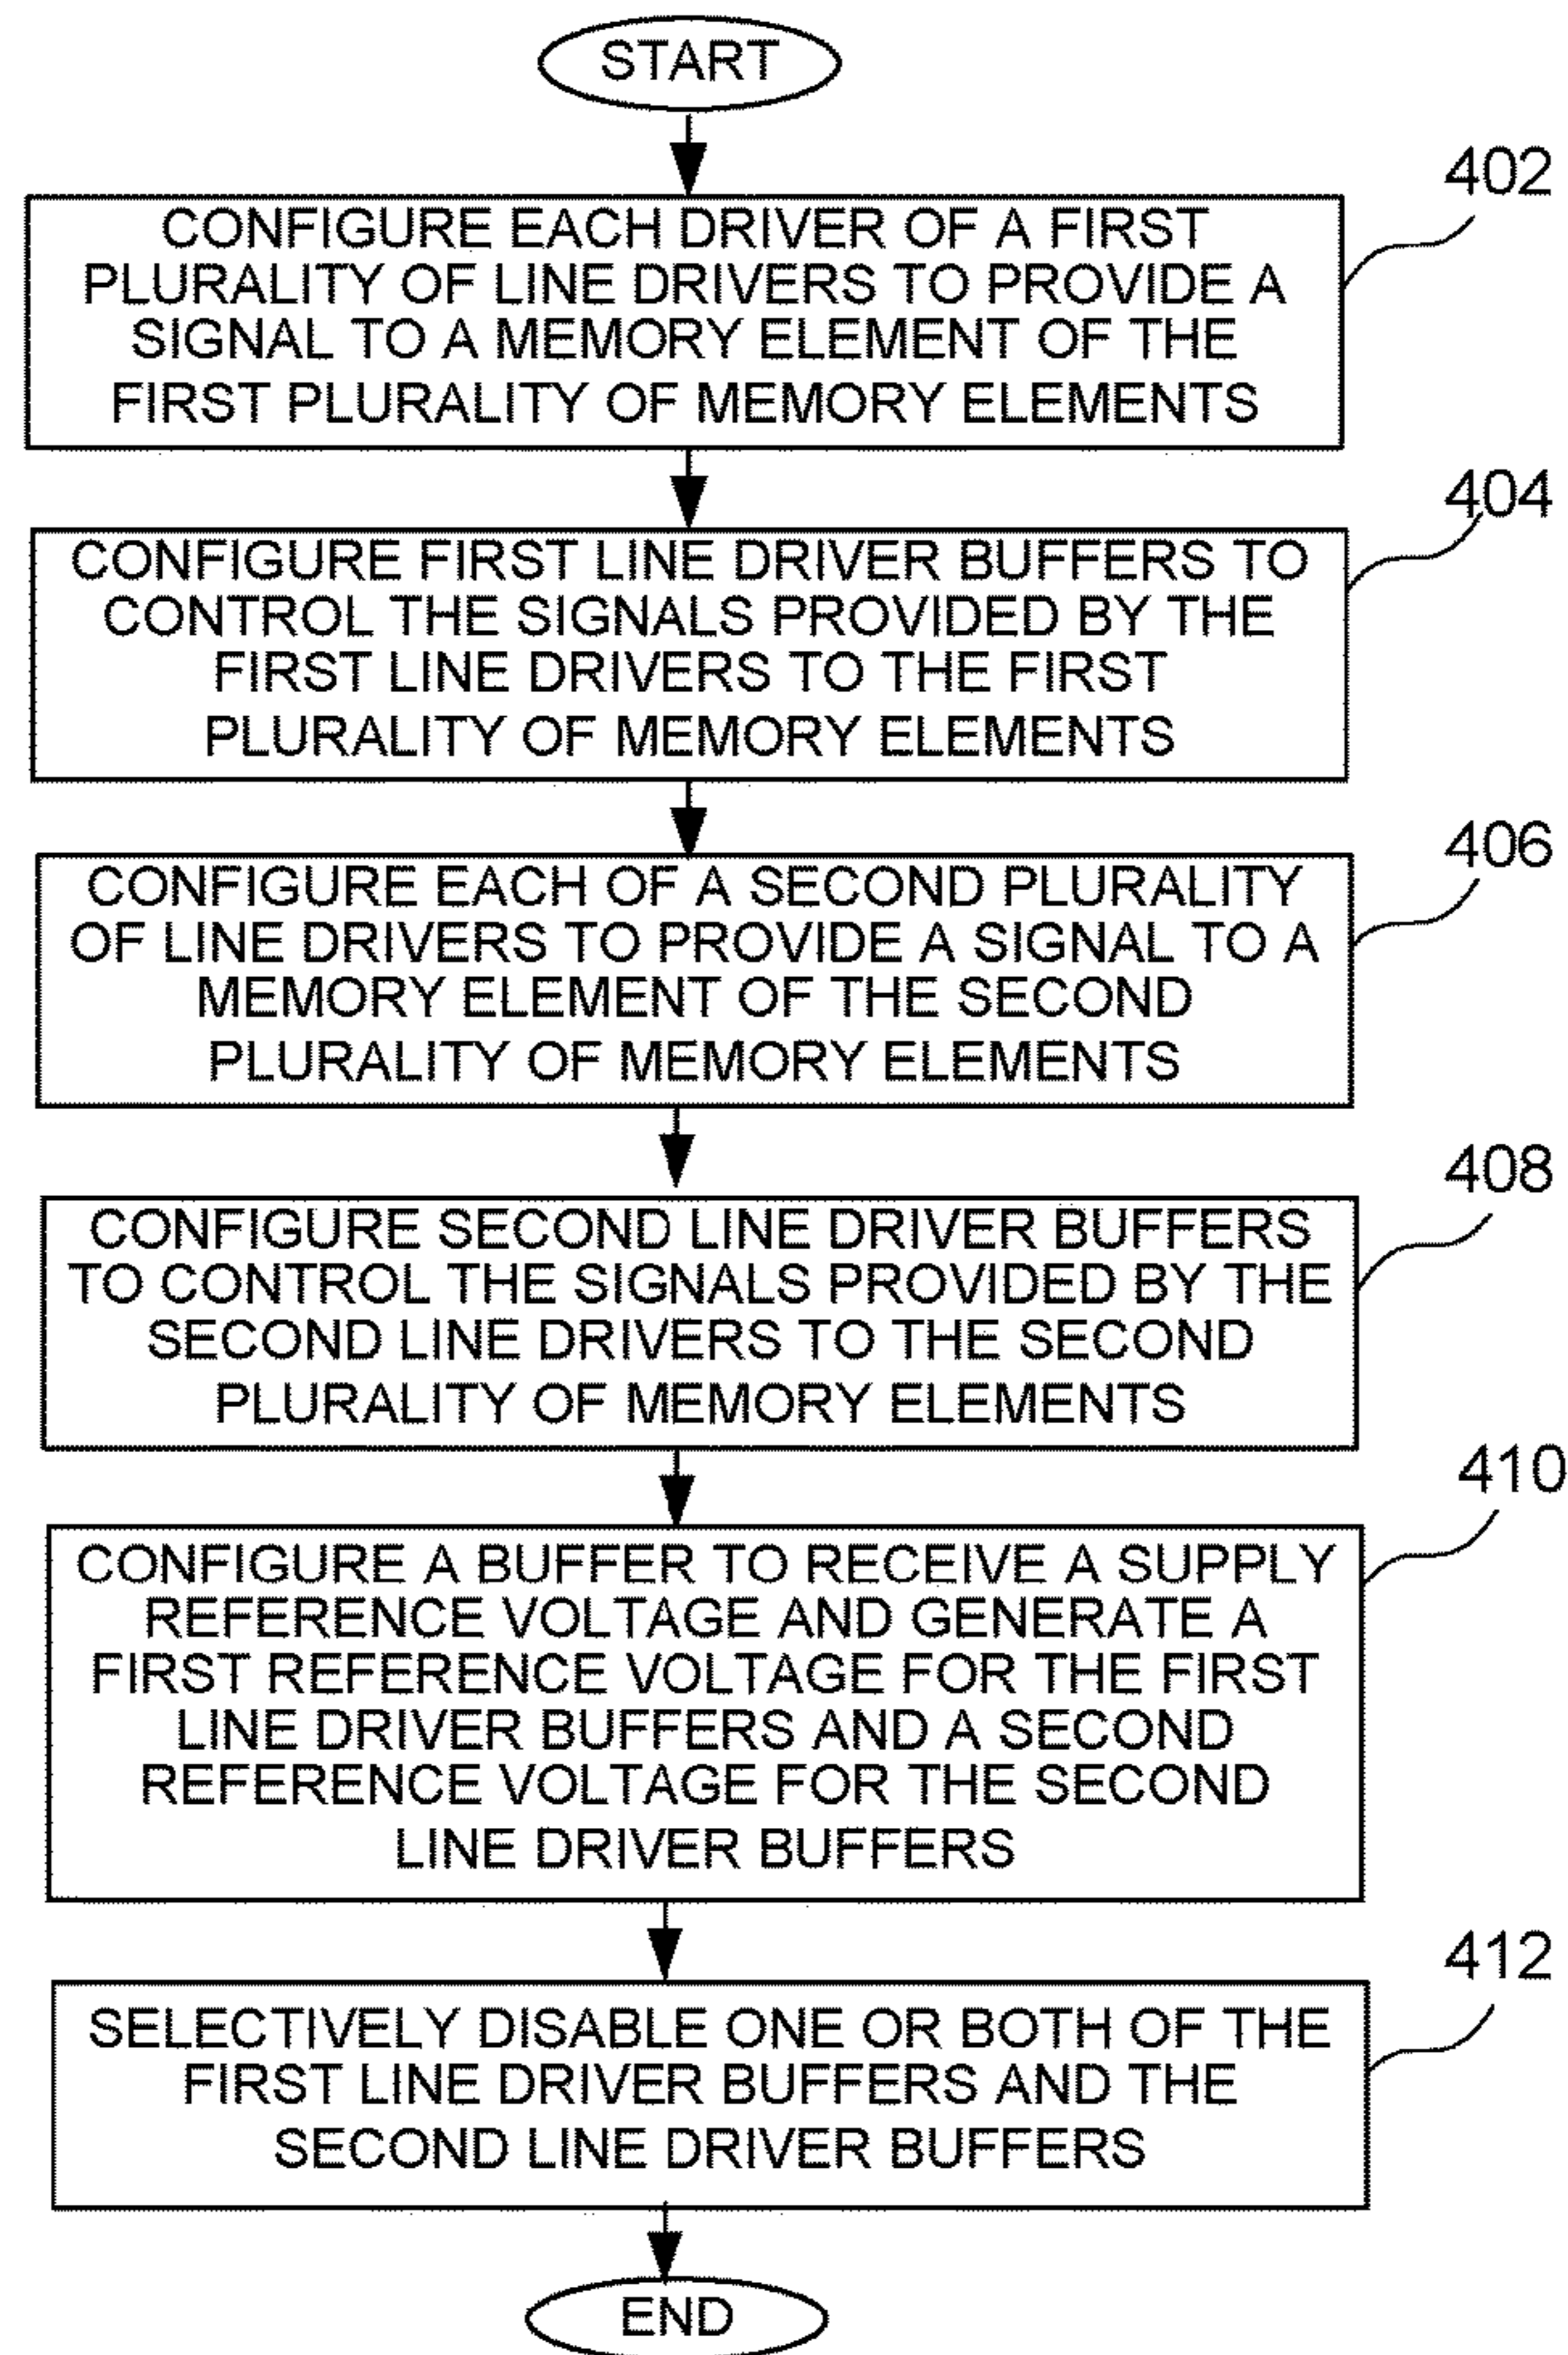 START
402
CONFIGURE EACH DRIVER OF A FIRST
PLURALITY OF LINE DRIVERS TO PROVIDE A
SIGNAL TO A MEMORY ELEMENT OF THE
FIRST PLURALITY OF MEMORY ELEMENTS
404
CONFIGURE FIRST LINE DRIVER BUFFERS TO
CONTROL THE SIGNALS PROVIDED BY THE
FIRST LINE DRIVERS TO THE FIRST
PLURALITY OF MEMORY ELEMENTS
406
CONFIGURE EACH OF A SECOND PLURALITY
OF LINE DRIVERS TO PROVIDE A SIGNAL TO A
MEMORY ELEMENT OF THE SECOND
PLURALITY OF MEMORY ELEMENTS
408
CONFIGURE SECOND LINE DRIVER BUFFERS
TO CONTROL THE SIGNALS PROVIDED BY THE
SECOND LINE DRIVERS TO THE SECOND
PLURALITY OF MEMORY ELEMENTS
410
CONFIGURE A BUFFER TO RECEIVE A SUPPLY
REFERENCE VOLTAGE AND GENERATE A
FIRST REFERENCE VOLTAGE FOR THE FIRST
LINE DRIVER BUFFERS AND A SECOND
REFERENCE VOLTAGE FOR THE SECOND
LINE DRIVER BUFFERS
412
SELECTIVELY DISABLE ONE OR BOTH OF THE
FIRST LINE DRIVER BUFFERS AND THE
SECOND LINE DRIVER BUFFERS
END